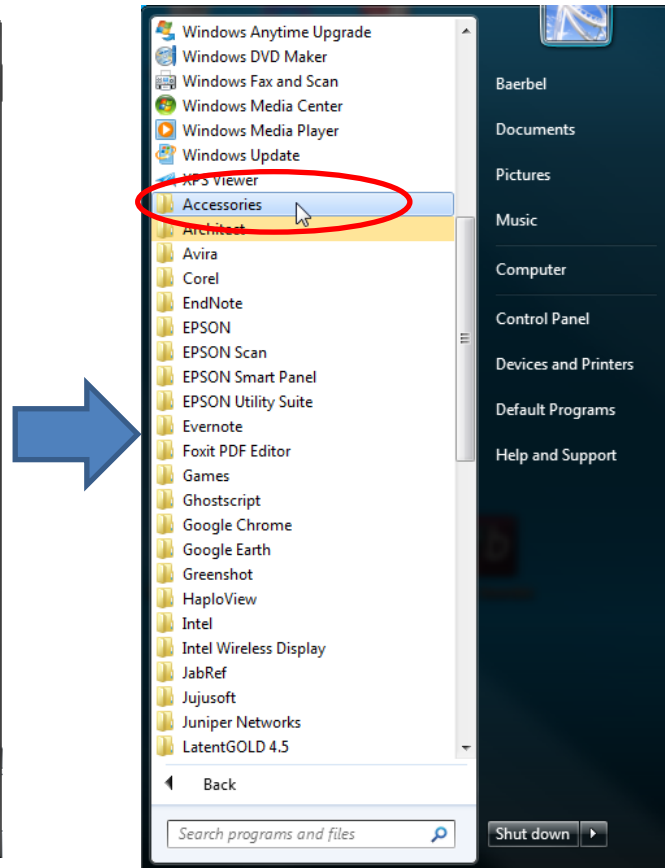 Windows Anytime Upgrade
Windows DVD Maker
Windows Fax and Scan
Windows Media Center
Windows Media Player
Windows Update
XPS Viewer
Accessories
Architect
Avira
Corel
EndNote
EPSON
EPSON Scan
EPSON Smart Panel
EPSON Utility Suite
Evernote
Foxit PDF Editor
Games
Ghostscript
Google Chrome
Google Earth
Greenshot
HaploView
Intel
Intel Wireless Display
JabRef
Jujusoft
Juniper Networks
LatentGOLD 4.5
Back
Search programs and files
Baerbel
Documents
Pictures
Music
Computer
Control Panel
Devices and Printers
Default Programs
Help and Support
Shut down